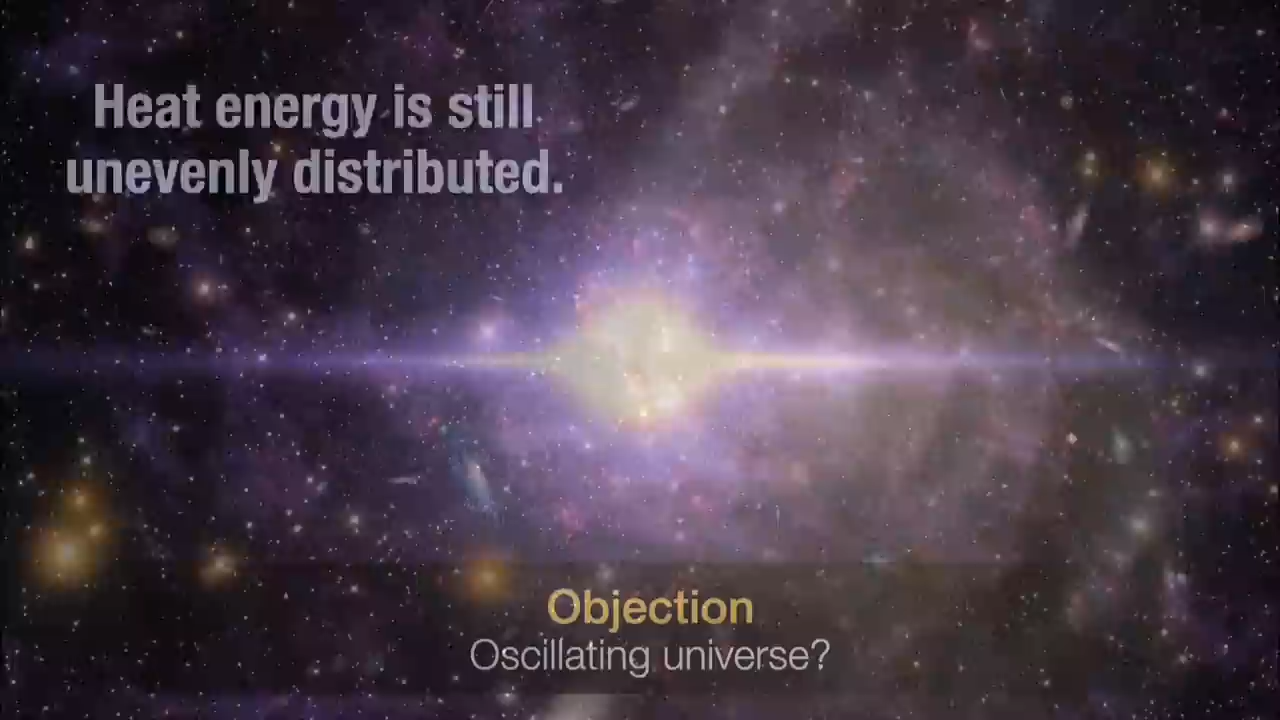 Heat energy is still
unevenly distributed.
Objection
Oscillating universe?